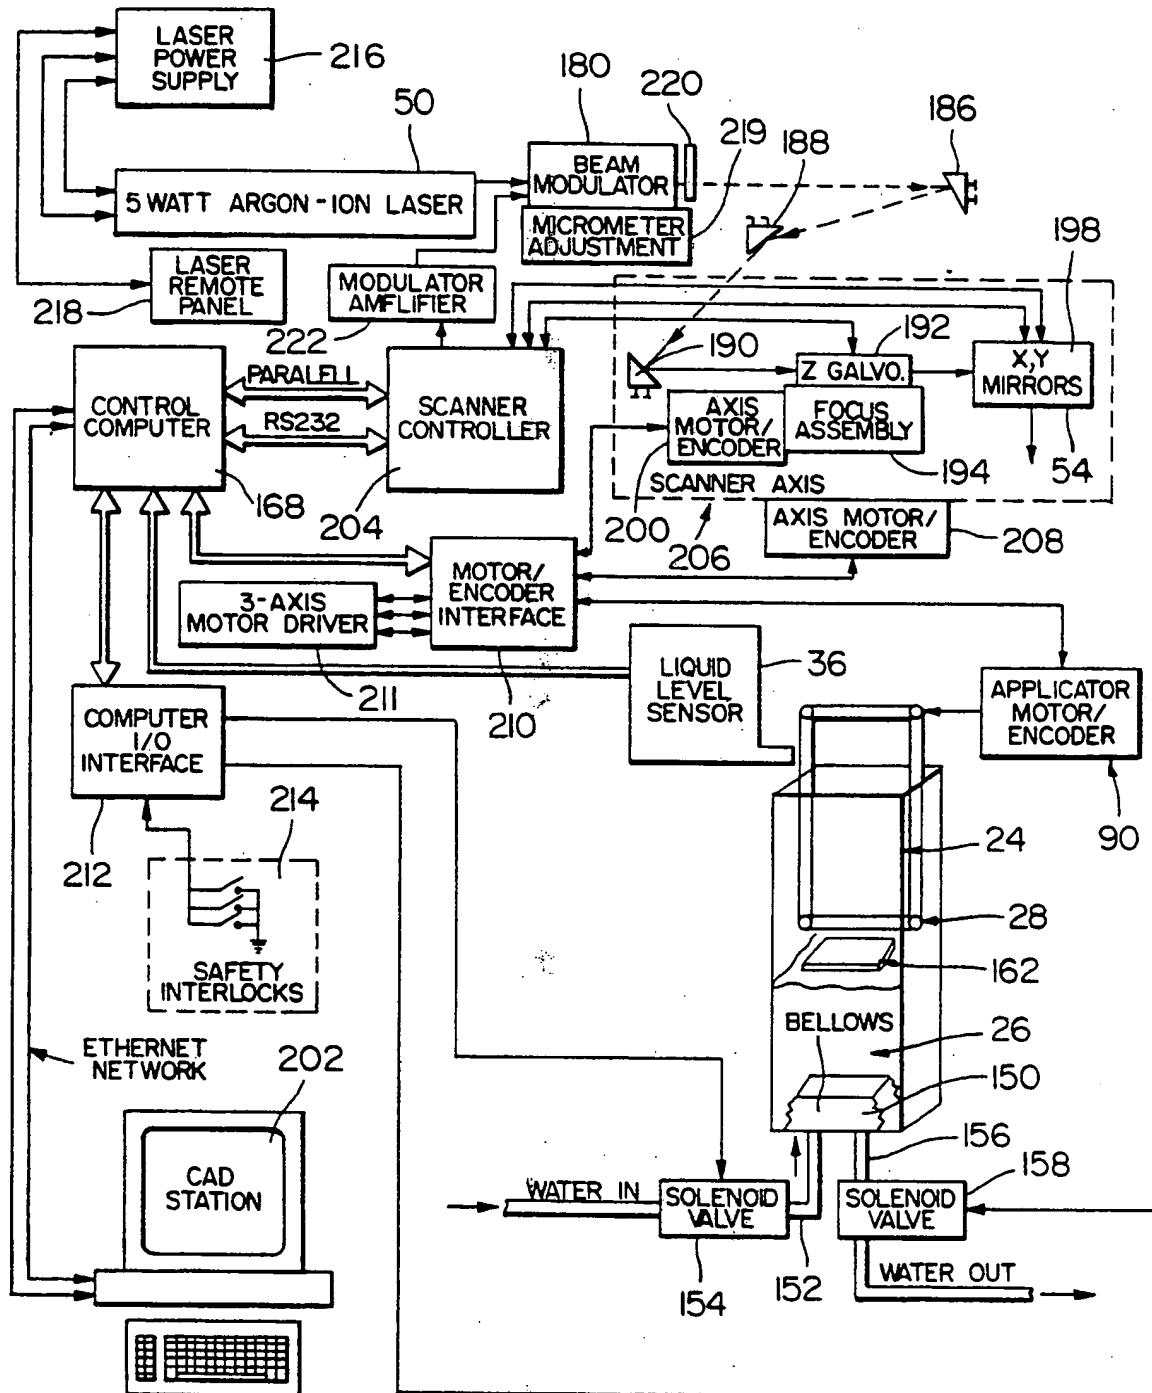 LASER
POWER
SUPPLY
216
50
180
220
219
186
188
5 WATT ARGON-ION LASER
BEAM
MODULATOR
MICROMETER
ADJUSTMENT
198
LASER
REMOTE
PANEL
218
MODULATOR
AMFLIFIER
222
192
190
Z GALVO.
X,Y
MIRRORS
CONTROL
COMPUTER
PARALELL
RS232
SCANNER
CONTROLLER
AXIS
MOTOR/
ENCODER
FOCUS
ASSEMBLY
194
54
168
204
SCANNER AXIS
200
206
AXIS MOTOR/
ENCODER
208
MOTOR/
ENCODER
INTERFACE
3-AXIS
MOTOR DRIVER
211
210
LIQUID
LEVEL
SENSOR
36
APPLICATOR
MOTOR/
ENCODER
90
COMPUTER
I/O
INTERFACE
212
214
SAFETY
INTERLOCKS
24
28
162
BELLOWS
26
150
ETHERNET
NETWORK
202
CAD
STATION
156
158
WATER IN
SOLENOID
VALVE
SOLENOID
VALVE
154
152
WATER OUT